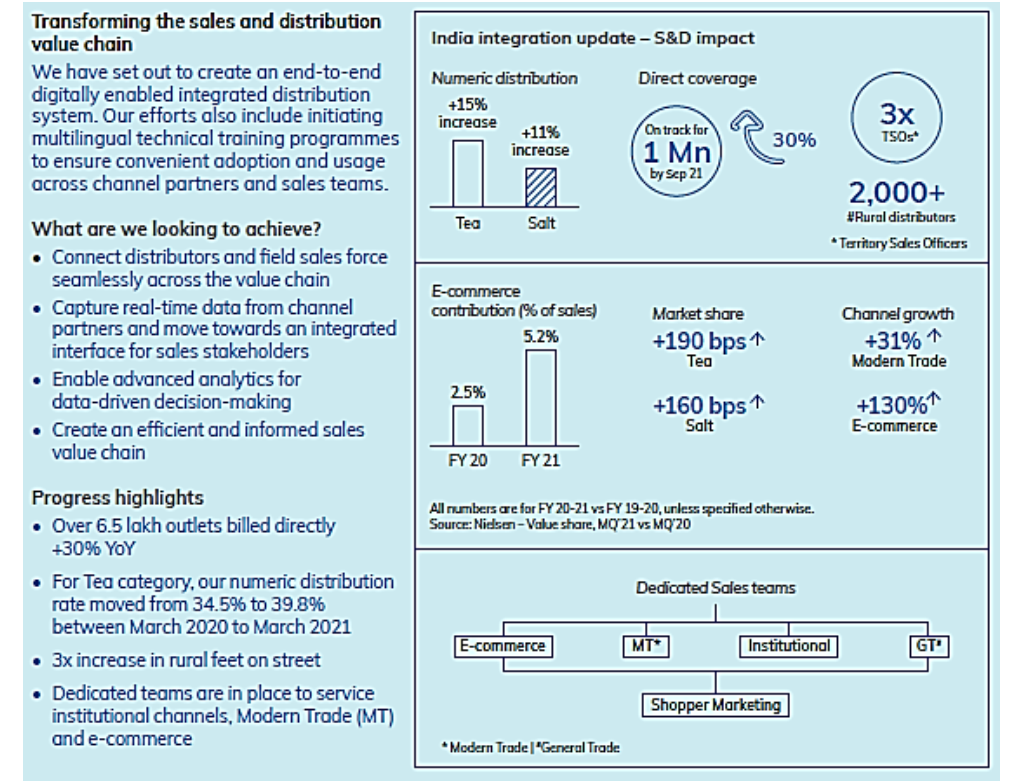 Transforming the sales and distribution
value chain
We have set out to create an end-to-end
digitally enabled integrated distribution
system. Our efforts also include initiating
multilingual technical training programmes
to ensure convenient adoption and usage
across channel partners and sales teams.
What are we looking to achieve?
• Connect distributors and field sales force
seamlessly across the value chain
• Capture real-time data from channel
partners and move towards an integrated
interface for sales stakeholders
• Enable advanced analytics for
data-driven decision-making
• Create an efficient and informed sales
value chain
Progress highlights
• Over 6.5 lakh outlets billed directly
+30% YoY
• For Tea category, our numeric distribution
rate moved from 34.5% to 39.8%
between March 2020 to March 2021
• 3x increase in rural feet on street
• Dedicated teams are in place to service
institutional channels, Modern Trade (MT)
and e-commerce
India integration update – S&D impact
Numeric distribution
+15%
increase
+11%
increase
Tea
Salt
Direct coverage
On track for
1 Mn
by Sep 21
30%
3x
TSOs*
2,000+
#Rural distributors
* Territory Sales Officers
E-commerce
contribution (% of sales)
2.5%
5.2%
FY 20
FY 21
Market share
+190 bps↑
Tea
+160 bps↑
Salt
Channel growth
+31% ↑
Modern Trade
+130%↑
E-commerce
All numbers are for FY 20-21 vs FY 19-20, unless specified otherwise.
Source: Nielsen – Value share, MQ'21 vs MQ'20
Dedicated Sales teams
E-commerce
MT*
Institutional
GT#
Shopper Marketing
* Modern Trade | #General Trade